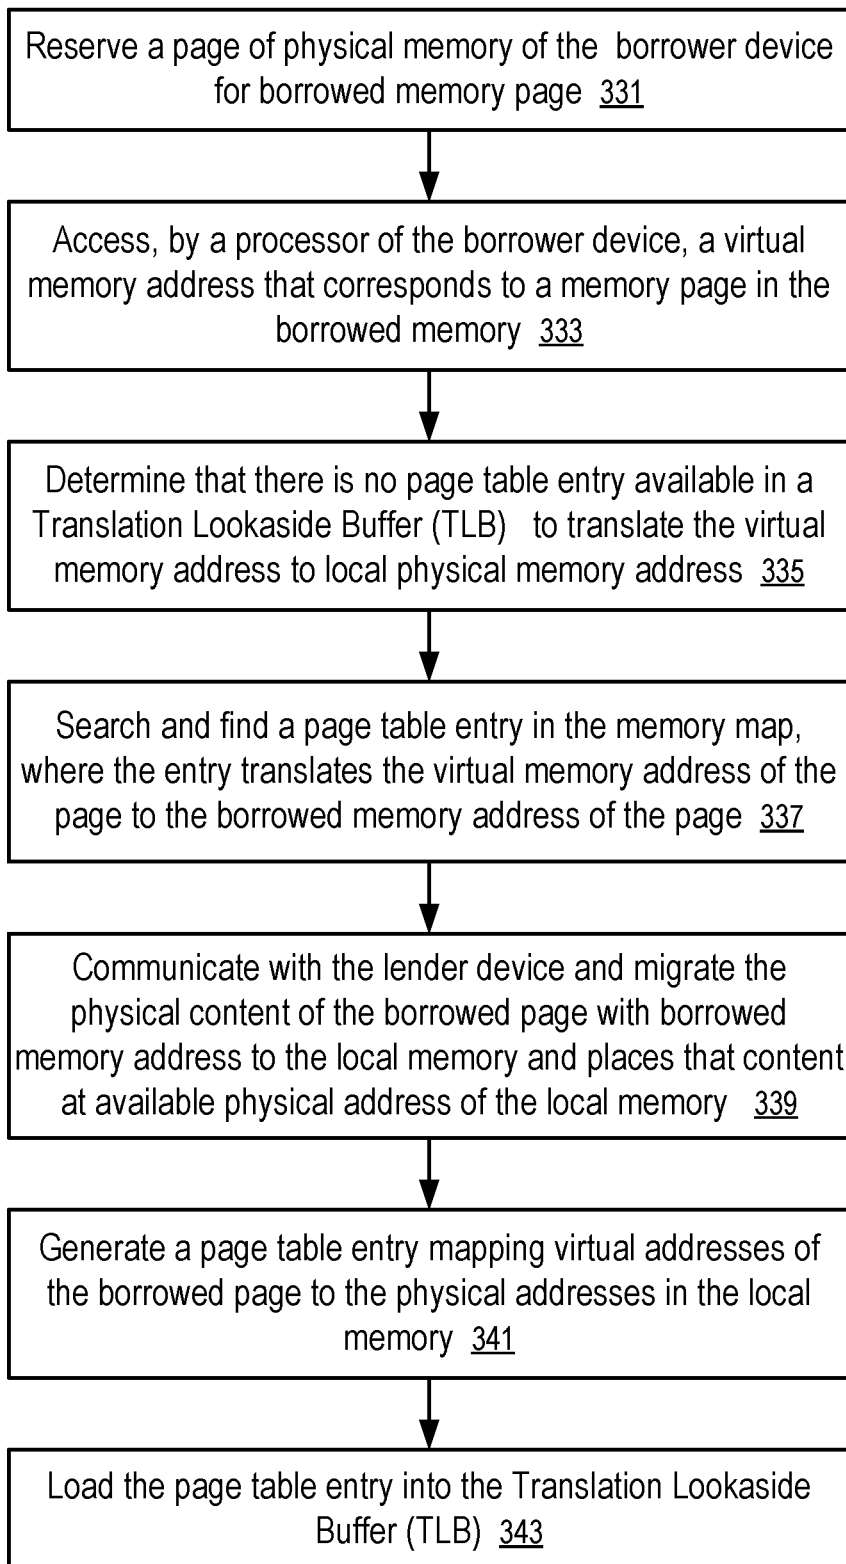 Reserve a page of physical memory of the borrower device
for borrowed memory page 331
Access, by a processor of the borrower device, a virtual
memory address that corresponds to a memory page in the
borrowed memory 333
Determine that there is no page table entry available in a
Translation Lookaside Buffer (TLB) to translate the virtual
memory address to local physical memory address 335
Search and find a page table entry in the memory map,
where the entry translates the virtual memory address of the
page to the borrowed memory address of the page 337
Communicate with the lender device and migrate the
physical content of the borrowed page with borrowed
memory address to the local memory and places that content
at available physical address of the local memory 339
Generate a page table entry mapping virtual addresses of
the borrowed page to the physical addresses in the local
memory 341
Load the page table entry into the Translation Lookaside
Buffer (TLB) 343